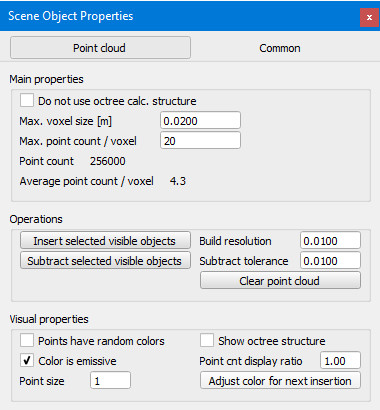 Scene Object Properties x
Point cloud Common
Main properties
Do not use octree calc. structure
Max. voxel size [m] 0.0200
Max. point count / voxel 20
Point count 256000
Average point count / voxel 4.3
Operations
Insert selected visible objects Build resolution 0.0100
Subtract selected visible objects Subtract tolerance 0.0100
Clear point cloud
Visual properties
Points have random colors Show octree structure
Color is emissive Point cnt display ratio 1.00
Point size 1 Adjust color for next insertion